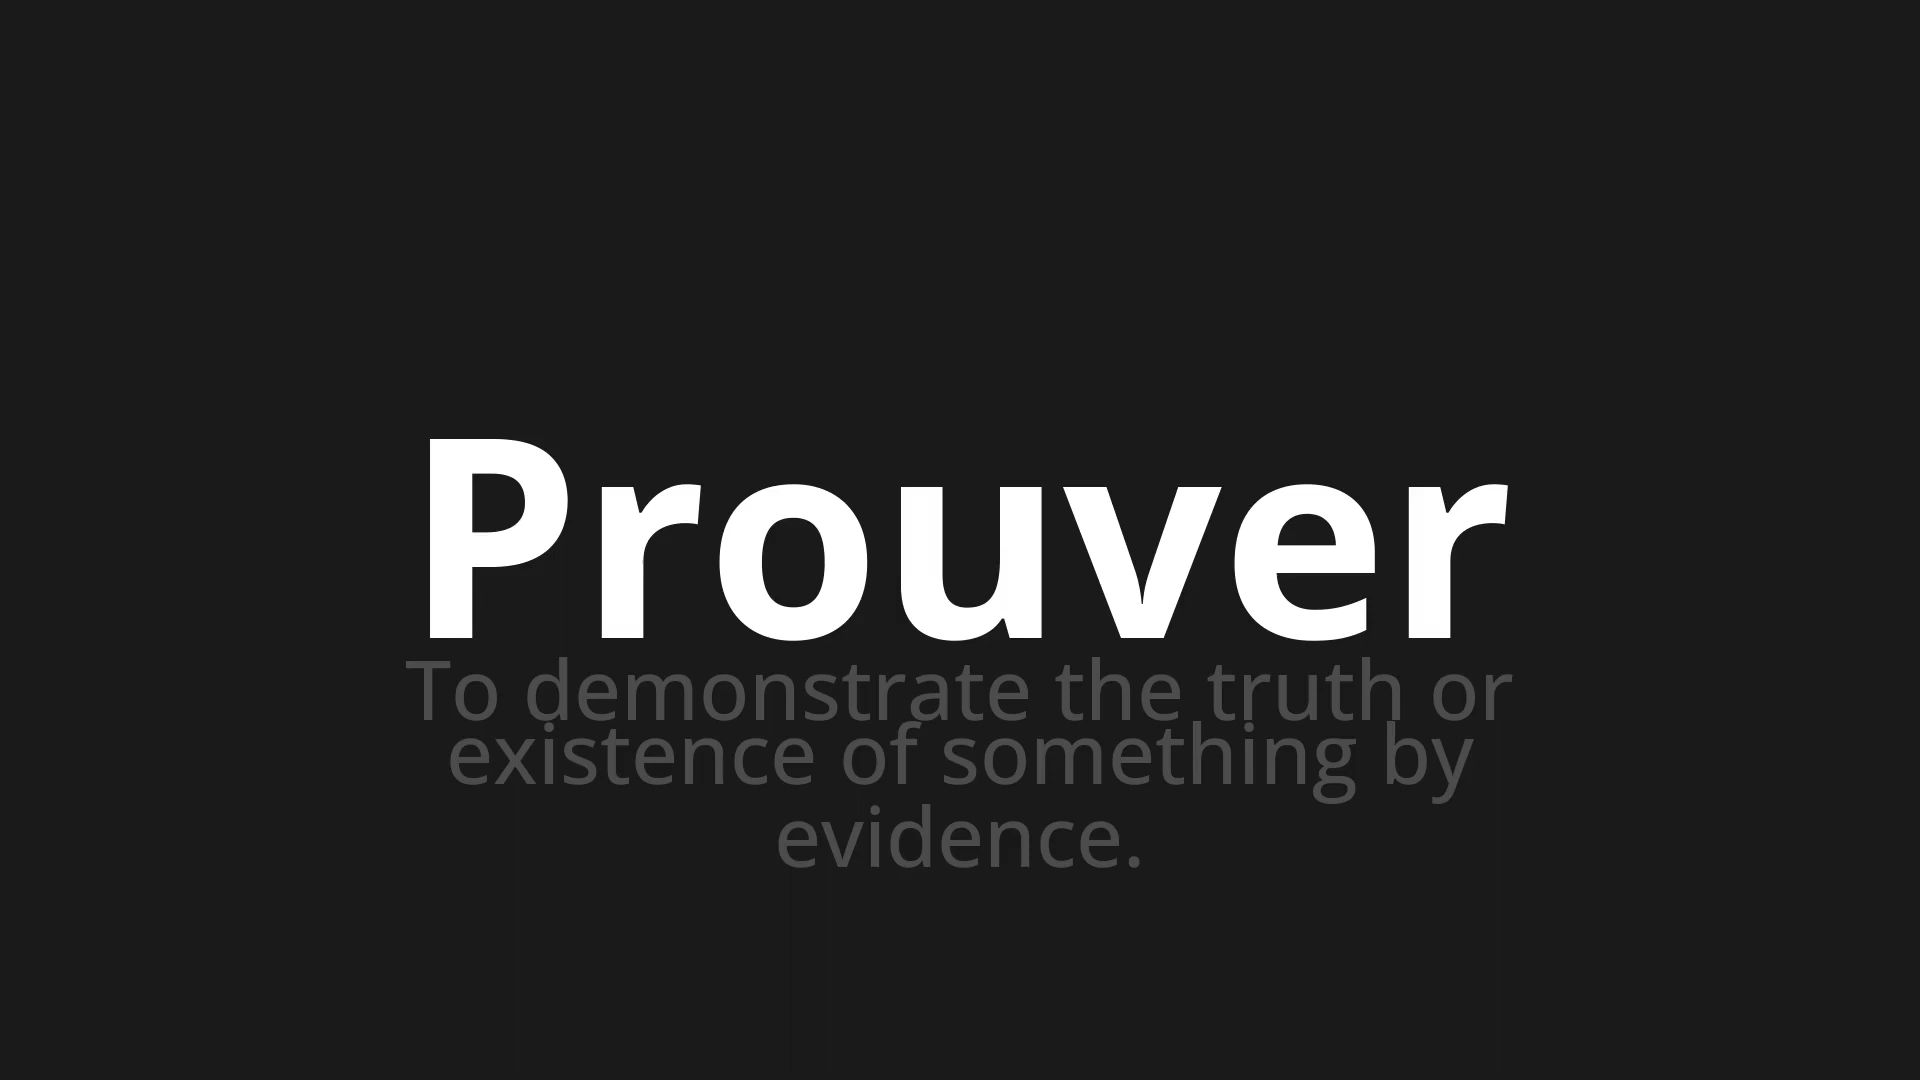 Prouver
To demonstrate the truth or
existence of something by
evidence.